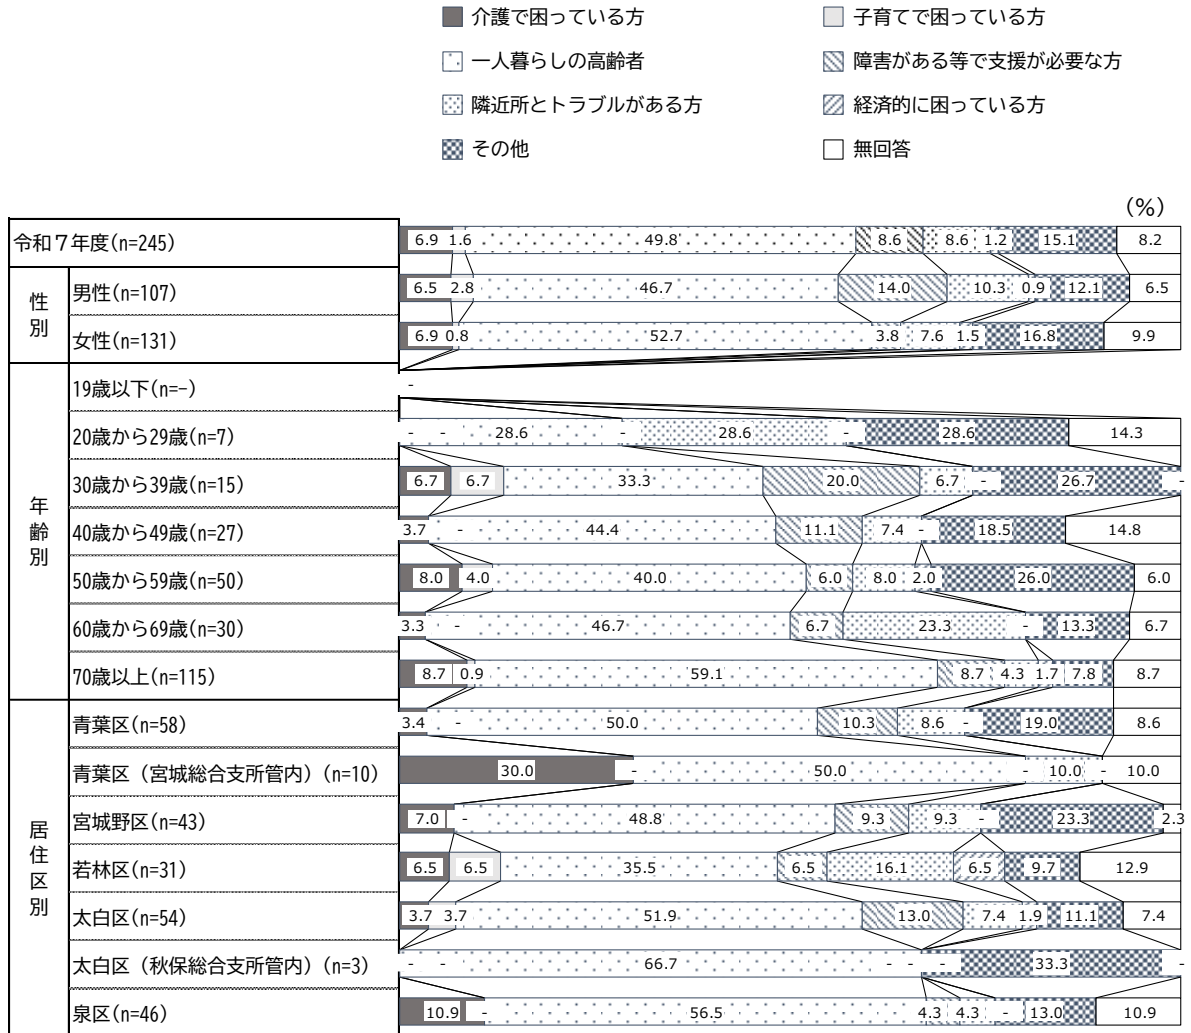 介護で困っている方 子育てで困っている方
一人暮らしの高齢者 障害がある等で支援が必要な方
隣近所とトラブルがある方 経済的に困っている方
その他 無回答
(%)
令和7年度(n=245) 6.9 1.6 49.8 8.6 8.6 1.2 15.1 8.2
性別
男性(n=107) 6.5 2.8 46.7 14.0 10.3 0.9 12.1 6.5
女性(n=131) 6.9 0.8 52.7 3.8 7.6 1.5 16.8 9.9
年齢別
19歳以下(n=-) -
20歳から29歳(n=7) - - 28.6 - 28.6 - 28.6 14.3
30歳から39歳(n=15) 6.7 6.7 33.3 20.0 6.7 - 26.7 -
40歳から49歳(n=27) 3.7 - 44.4 11.1 7.4 - 18.5 14.8
50歳から59歳(n=50) 8.0 4.0 40.0 6.0 8.0 2.0 26.0 6.0
60歳から69歳(n=30) 3.3 - 46.7 6.7 23.3 - 13.3 6.7
70歳以上(n=115) 8.7 0.9 59.1 8.7 4.3 1.7 7.8 8.7
居住区別
青葉区(n=58) 3.4 - 50.0 10.3 8.6 - 19.0 8.6
青葉区（宮城総合支所管内）(n=10) 30.0 - 50.0 - 10.0 - 10.0
宮城野区(n=43) 7.0 - 48.8 9.3 9.3 - 23.3 2.3
若林区(n=31) 6.5 6.5 35.5 6.5 16.1 6.5 9.7 12.9
太白区(n=54) 3.7 3.7 51.9 13.0 7.4 1.9 11.1 7.4
太白区（秋保総合支所管内）(n=3) - - 66.7 - - - 33.3 -
泉区(n=46) 10.9 - 56.5 4.3 4.3 - 13.0 10.9